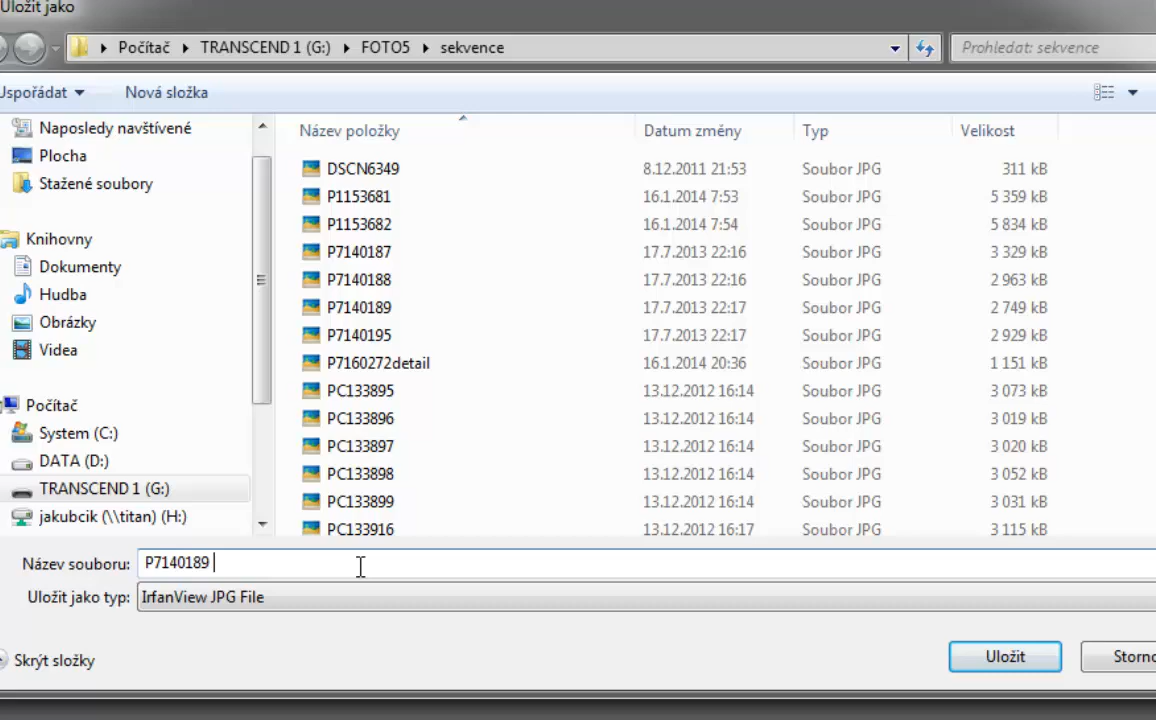 Uložit jako
Počítač TRANSCEND 1 (G:) FOTO5 sekvence Prohledat: sekvence
Uspořádat Nová složka
Naposledy navštívené
Plocha
Stažené soubory
Knihovny
Dokumenty
Hudba
Obrázky
Videa
Počítač
System (C:)
DATA (D:)
TRANSCEND 1 (G:)
jakubcik (\\titan) (H:)
Název položky Datum změny Typ Velikost
DSCN6349 8.12.2011 21:53 Soubor JPG 311 kB
P1153681 16.1.2014 7:53 Soubor JPG 5 359 kB
P1153682 16.1.2014 7:54 Soubor JPG 5 834 kB
P7140187 17.7.2013 22:16 Soubor JPG 3 329 kB
P7140188 17.7.2013 22:16 Soubor JPG 2 963 kB
P7140189 17.7.2013 22:17 Soubor JPG 2 749 kB
P7140195 17.7.2013 22:17 Soubor JPG 2 929 kB
P7160272detail 16.1.2014 20:36 Soubor JPG 1 151 kB
PC133895 13.12.2012 16:14 Soubor JPG 3 073 kB
PC133896 13.12.2012 16:14 Soubor JPG 3 019 kB
PC133897 13.12.2012 16:14 Soubor JPG 3 020 kB
PC133898 13.12.2012 16:14 Soubor JPG 3 052 kB
PC133899 13.12.2012 16:14 Soubor JPG 3 031 kB
PC133916 13.12.2012 16:17 Soubor JPG 3 115 kB
Název souboru: P7140189
Uložit jako typ: IrfanView JPG File
Skrýt složky Uložit Storno